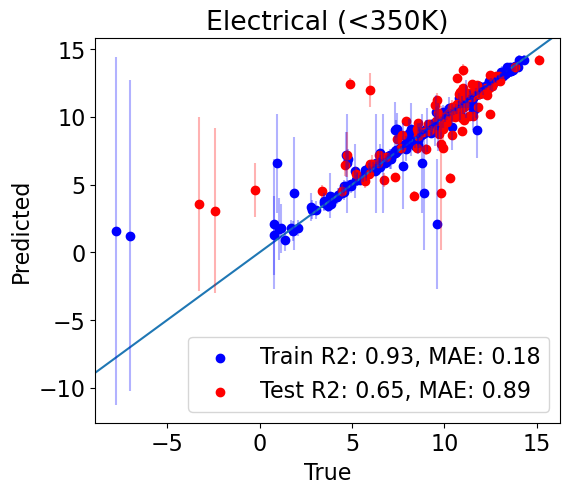 Electrical (<350K)
15
10
5
0
−5
−10
Predicted
Train R2: 0.93, MAE: 0.18
Test R2: 0.65, MAE: 0.89
−5
0
5
10
15
True